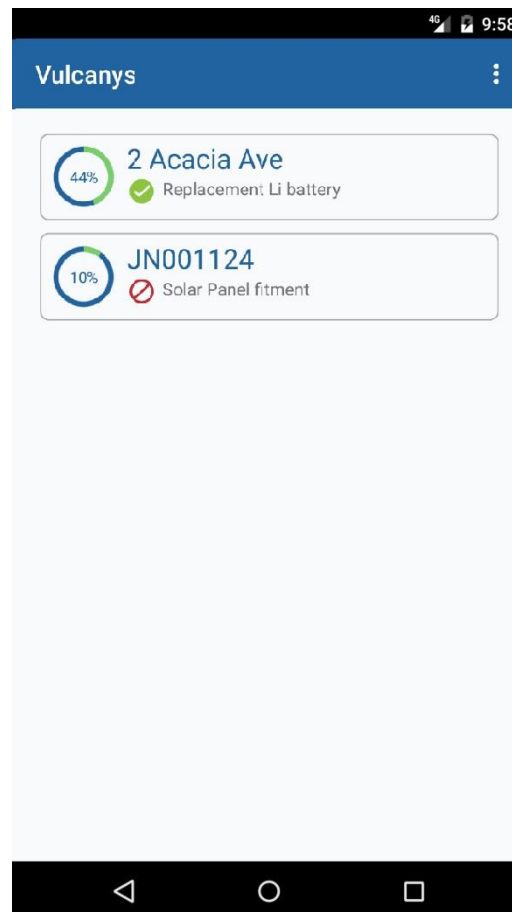 4G 9:58
Vulcanys
44%
2 Acacia Ave
Replacement Li battery
10%
JN001124
Solar Panel fitment